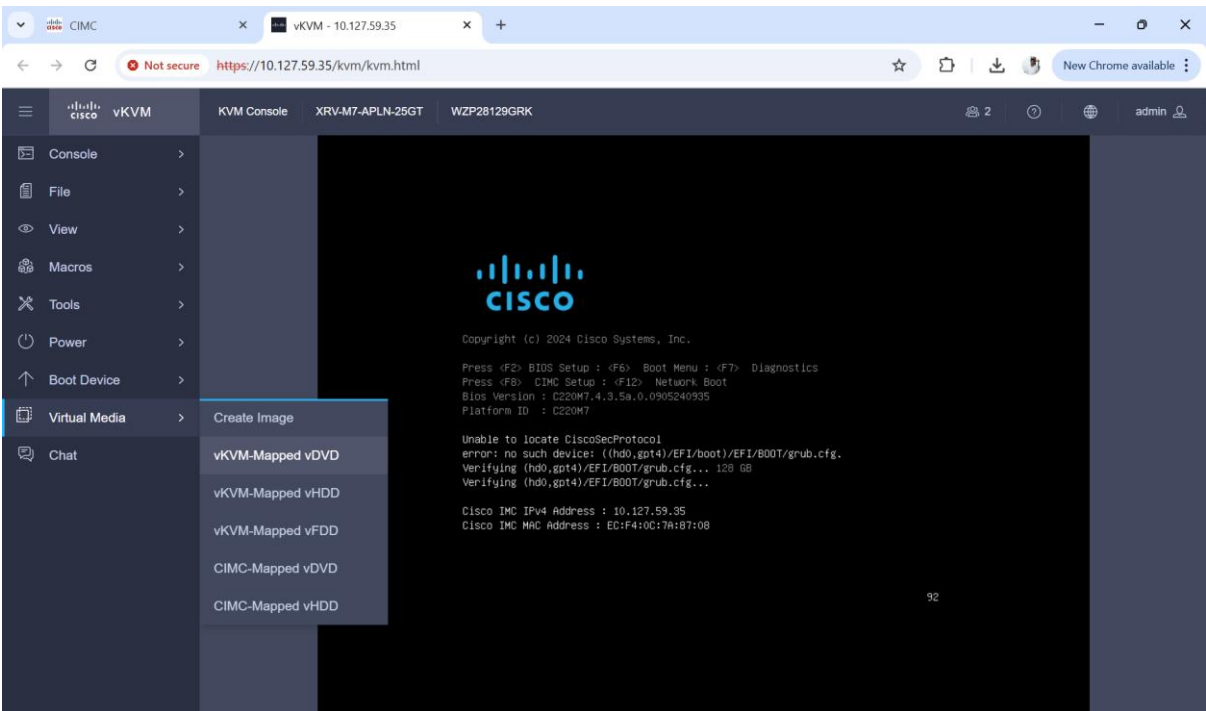 CIMC
vKVM - 10.127.59.35
Not secure https://10.127.59.35/kvm/kvm.html
New Chrome available
cisco vKVM KVM Console XRV-M7-APLN-25GT WZP28129GRK 2 admin
Console
File
View
Macros
Tools
Power
Boot Device
Virtual Media
Chat
Create Image
vKVM-Mapped vDVD
vKVM-Mapped vHDD
vKVM-Mapped vFDD
CIMC-Mapped vDVD
CIMC-Mapped vHDD
CISCO
Copyright (c) 2024 Cisco Systems, Inc.
Press <F2> BIOS Setup : <F6> Boot Menu : <F7> Diagnostics
Press <F8> CIMC Setup : <F12> Network Boot
Bios Version : C220M7.4.3.5a.0.0905240935
Platform ID : C220M7
Unable to locate CiscoSecProtocol
error: no such device: ((hd0,gpt4)/EFI/boot)/EFI/BOOT/grub.cfg.
Verifying (hd0,gpt4)/EFI/BOOT/grub.cfg... 128 GB
Verifying (hd0,gpt4)/EFI/BOOT/grub.cfg...
Cisco IMC IPv4 Address : 10.127.59.35
Cisco IMC MAC Address : EC:F4:0C:7A:87:08
92